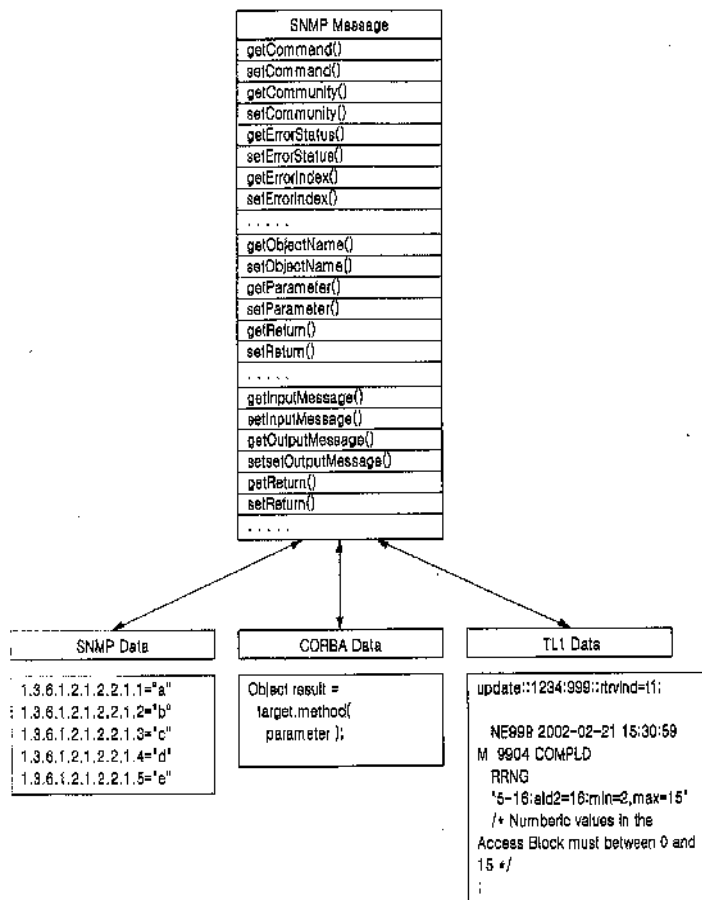 SNMP Message
getCommand()
setCommand()
getCommunity()
setCommunity()
getErrorStatus()
setErrorStatus()
getErrorIndex()
setErrorIndex()
. . . . .
getObjectName()
setObjectName()
getParameter()
setParameter()
getReturn()
setReturn()
. . . . .
getInputMessage()
setInputMessage()
getOutputMessage()
setsetOutputMessage()
getReturn()
setReturn()
. . . . .
SNMP Data
1.3.6.1.2.1.2.2.1.1="a"
1.3.6.1.2.1.2.2.1.2="b"
1.3.6.1.2.1.2.2.1.3="c"
1.3.6.1.2.1.2.2.1.4="d"
1.3.6.1.2.1.2.2.1.5="e"
CORBA Data
Object result =
target.method(
parameter );
TL1 Data
update::1234:999::rtrvind=t1;
NE999 2002-02-21 15:30:59
M 9904 COMPLD
RRNG
"5-16:aid2=16:min=2,max=15"
/* Numberic values in the
Access Block must between 0 and
15 */
;